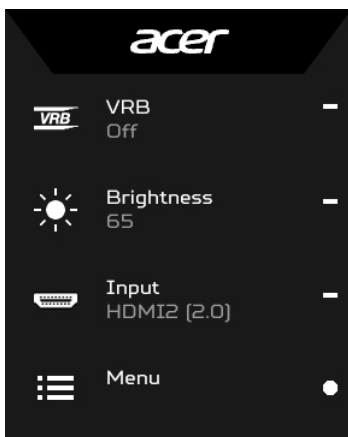 acer
VRB
VRB
Off
Brightness
65
Input
HDMI2 (2.0)
Menu